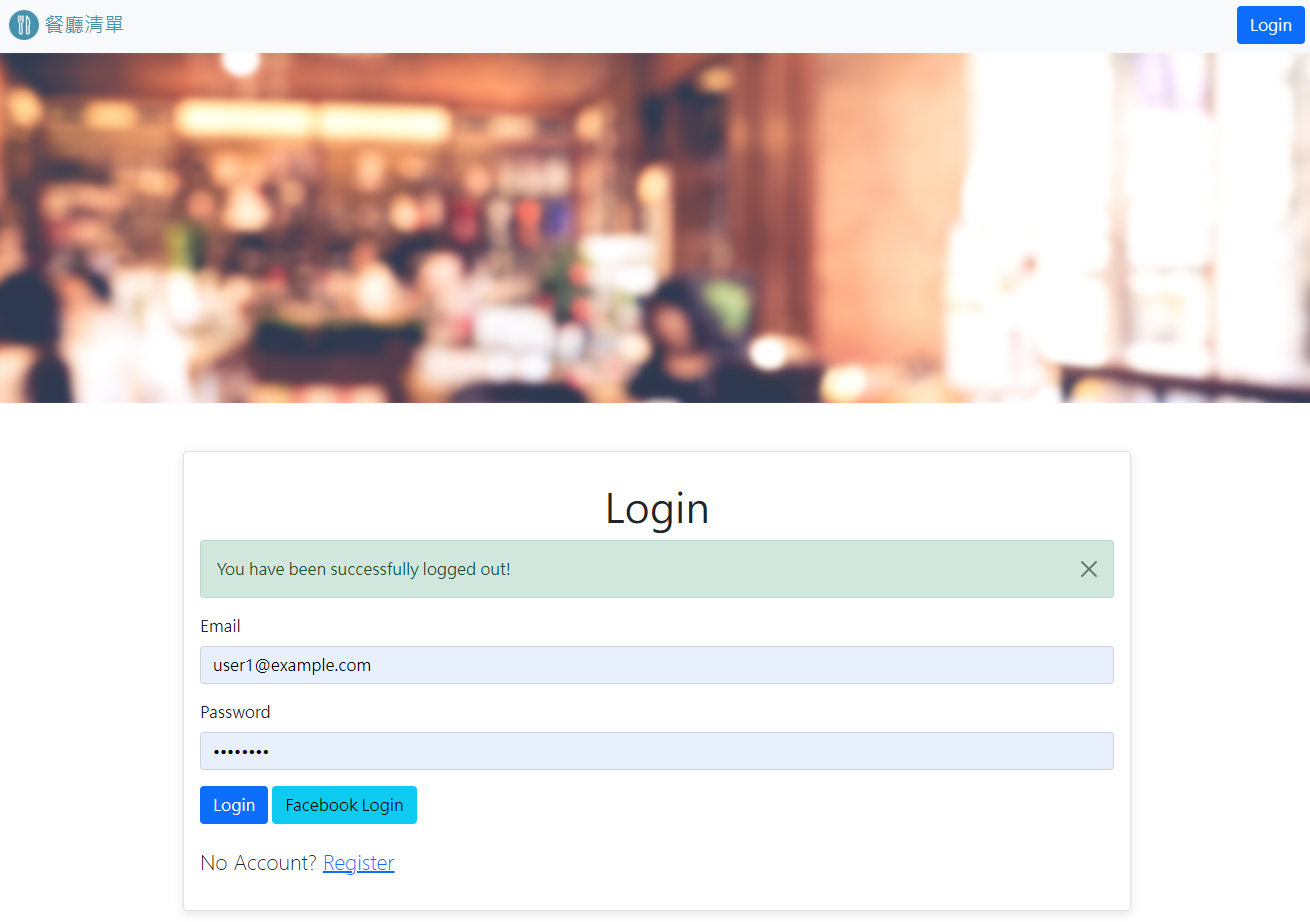 餐廳清單
Login
Login
You have been successfully logged out!
Email
user1@example.com
Password
••••••••
Login Facebook Login
No Account? Register